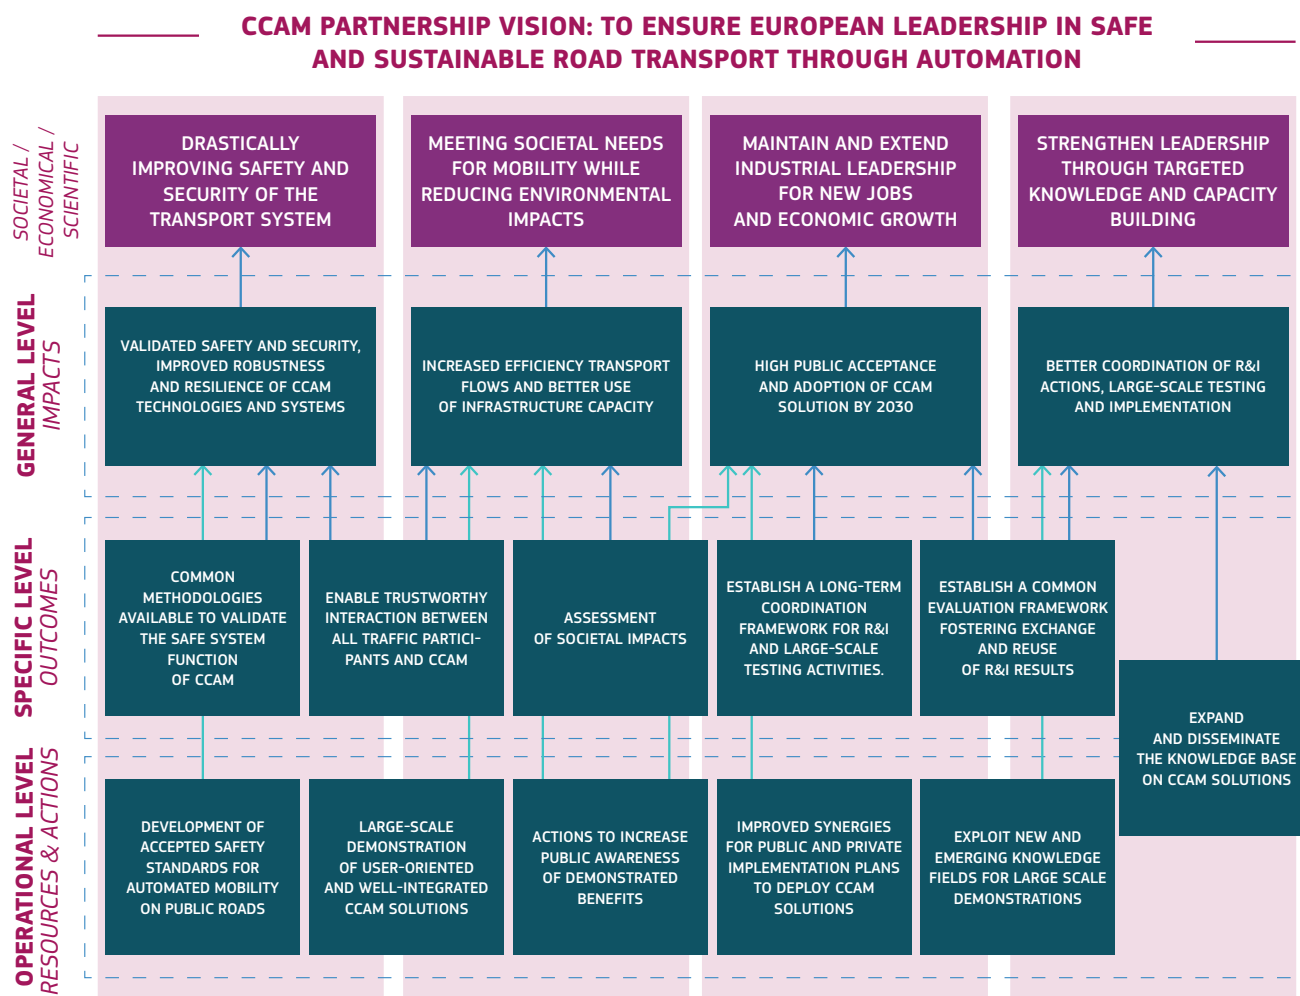 CCAM PARTNERSHIP VISION: TO ENSURE EUROPEAN LEADERSHIP IN SAFE
AND SUSTAINABLE ROAD TRANSPORT THROUGH AUTOMATION
SOCIETAL /
ECONOMICAL /
SCIENTIFIC
DRASTICALLY
IMPROVING SAFETY AND
SECURITY OF THE
TRANSPORT SYSTEM
MEETING SOCIETAL NEEDS
FOR MOBILITY WHILE
REDUCING ENVIRONMENTAL
IMPACTS
MAINTAIN AND EXTEND
INDUSTRIAL LEADERSHIP
FOR NEW JOBS
AND ECONOMIC GROWTH
STRENGTHEN LEADERSHIP
THROUGH TARGETED
KNOWLEDGE AND CAPACITY
BUILDING
GENERAL LEVEL
IMPACTS
VALIDATED SAFETY AND SECURITY,
IMPROVED ROBUSTNESS
AND RESILIENCE OF CCAM
TECHNOLOGIES AND SYSTEMS
INCREASED EFFICIENCY TRANSPORT
FLOWS AND BETTER USE
OF INFRASTRUCTURE CAPACITY
HIGH PUBLIC ACCEPTANCE
AND ADOPTION OF CCAM
SOLUTION BY 2030
BETTER COORDINATION OF R&I
ACTIONS, LARGE-SCALE TESTING
AND IMPLEMENTATION
SPECIFIC LEVEL
OUTCOMES
COMMON
METHODOLOGIES
AVAILABLE TO VALIDATE
THE SAFE SYSTEM
FUNCTION
OF CCAM
ENABLE TRUSTWORTHY
INTERACTION BETWEEN
ALL TRAFFIC PARTICI-
PANTS AND CCAM
ASSESSMENT
OF SOCIETAL IMPACTS
ESTABLISH A LONG-TERM
COORDINATION
FRAMEWORK FOR R&I
AND LARGE-SCALE
TESTING ACTIVITIES.
ESTABLISH A COMMON
EVALUATION FRAMEWORK
FOSTERING EXCHANGE
AND REUSE
OF R&I RESULTS
EXPAND
AND DISSEMINATE
THE KNOWLEDGE BASE
ON CCAM SOLUTIONS
OPERATIONAL LEVEL
RESOURCES & ACTIONS
DEVELOPMENT OF
ACCEPTED SAFETY
STANDARDS FOR
AUTOMATED MOBILITY
ON PUBLIC ROADS
LARGE-SCALE
DEMONSTRATION
OF USER-ORIENTED
AND WELL-INTEGRATED
CCAM SOLUTIONS
ACTIONS TO INCREASE
PUBLIC AWARENESS
OF DEMONSTRATED
BENEFITS
IMPROVED SYNERGIES
FOR PUBLIC AND PRIVATE
IMPLEMENTATION PLANS
TO DEPLOY CCAM
SOLUTIONS
EXPLOIT NEW AND
EMERGING KNOWLEDGE
FIELDS FOR LARGE SCALE
DEMONSTRATIONS